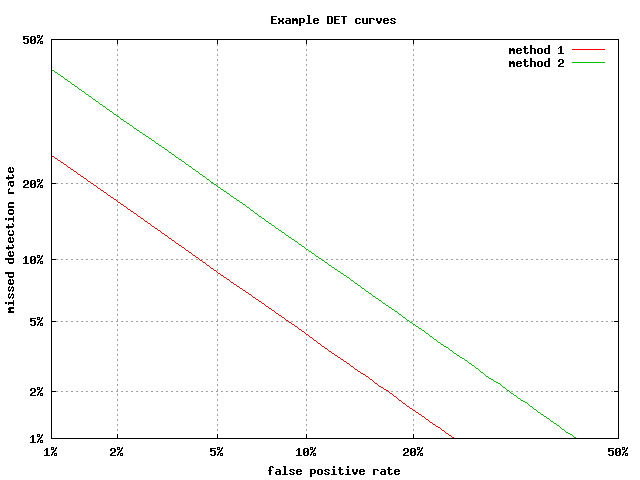 Example DET curves
50%
20%
10%
5%
2%
1%
missed detection rate
method 1
method 2
1% 2% 5% 10% 20% 50%
false positive rate